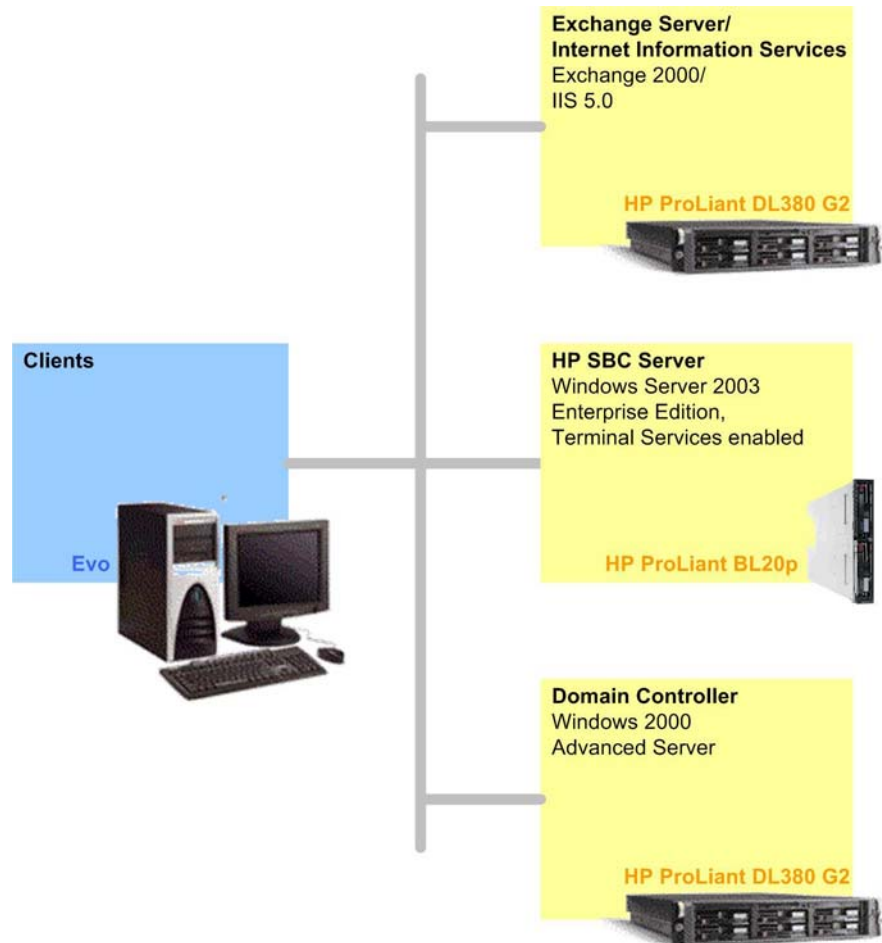 Exchange Server/
Internet Information Services
Exchange 2000/
IIS 5.0
HP ProLiant DL380 G2
Clients
Evo
HP SBC Server
Windows Server 2003
Enterprise Edition,
Terminal Services enabled
HP ProLiant BL20p
Domain Controller
Windows 2000
Advanced Server
HP ProLiant DL380 G2